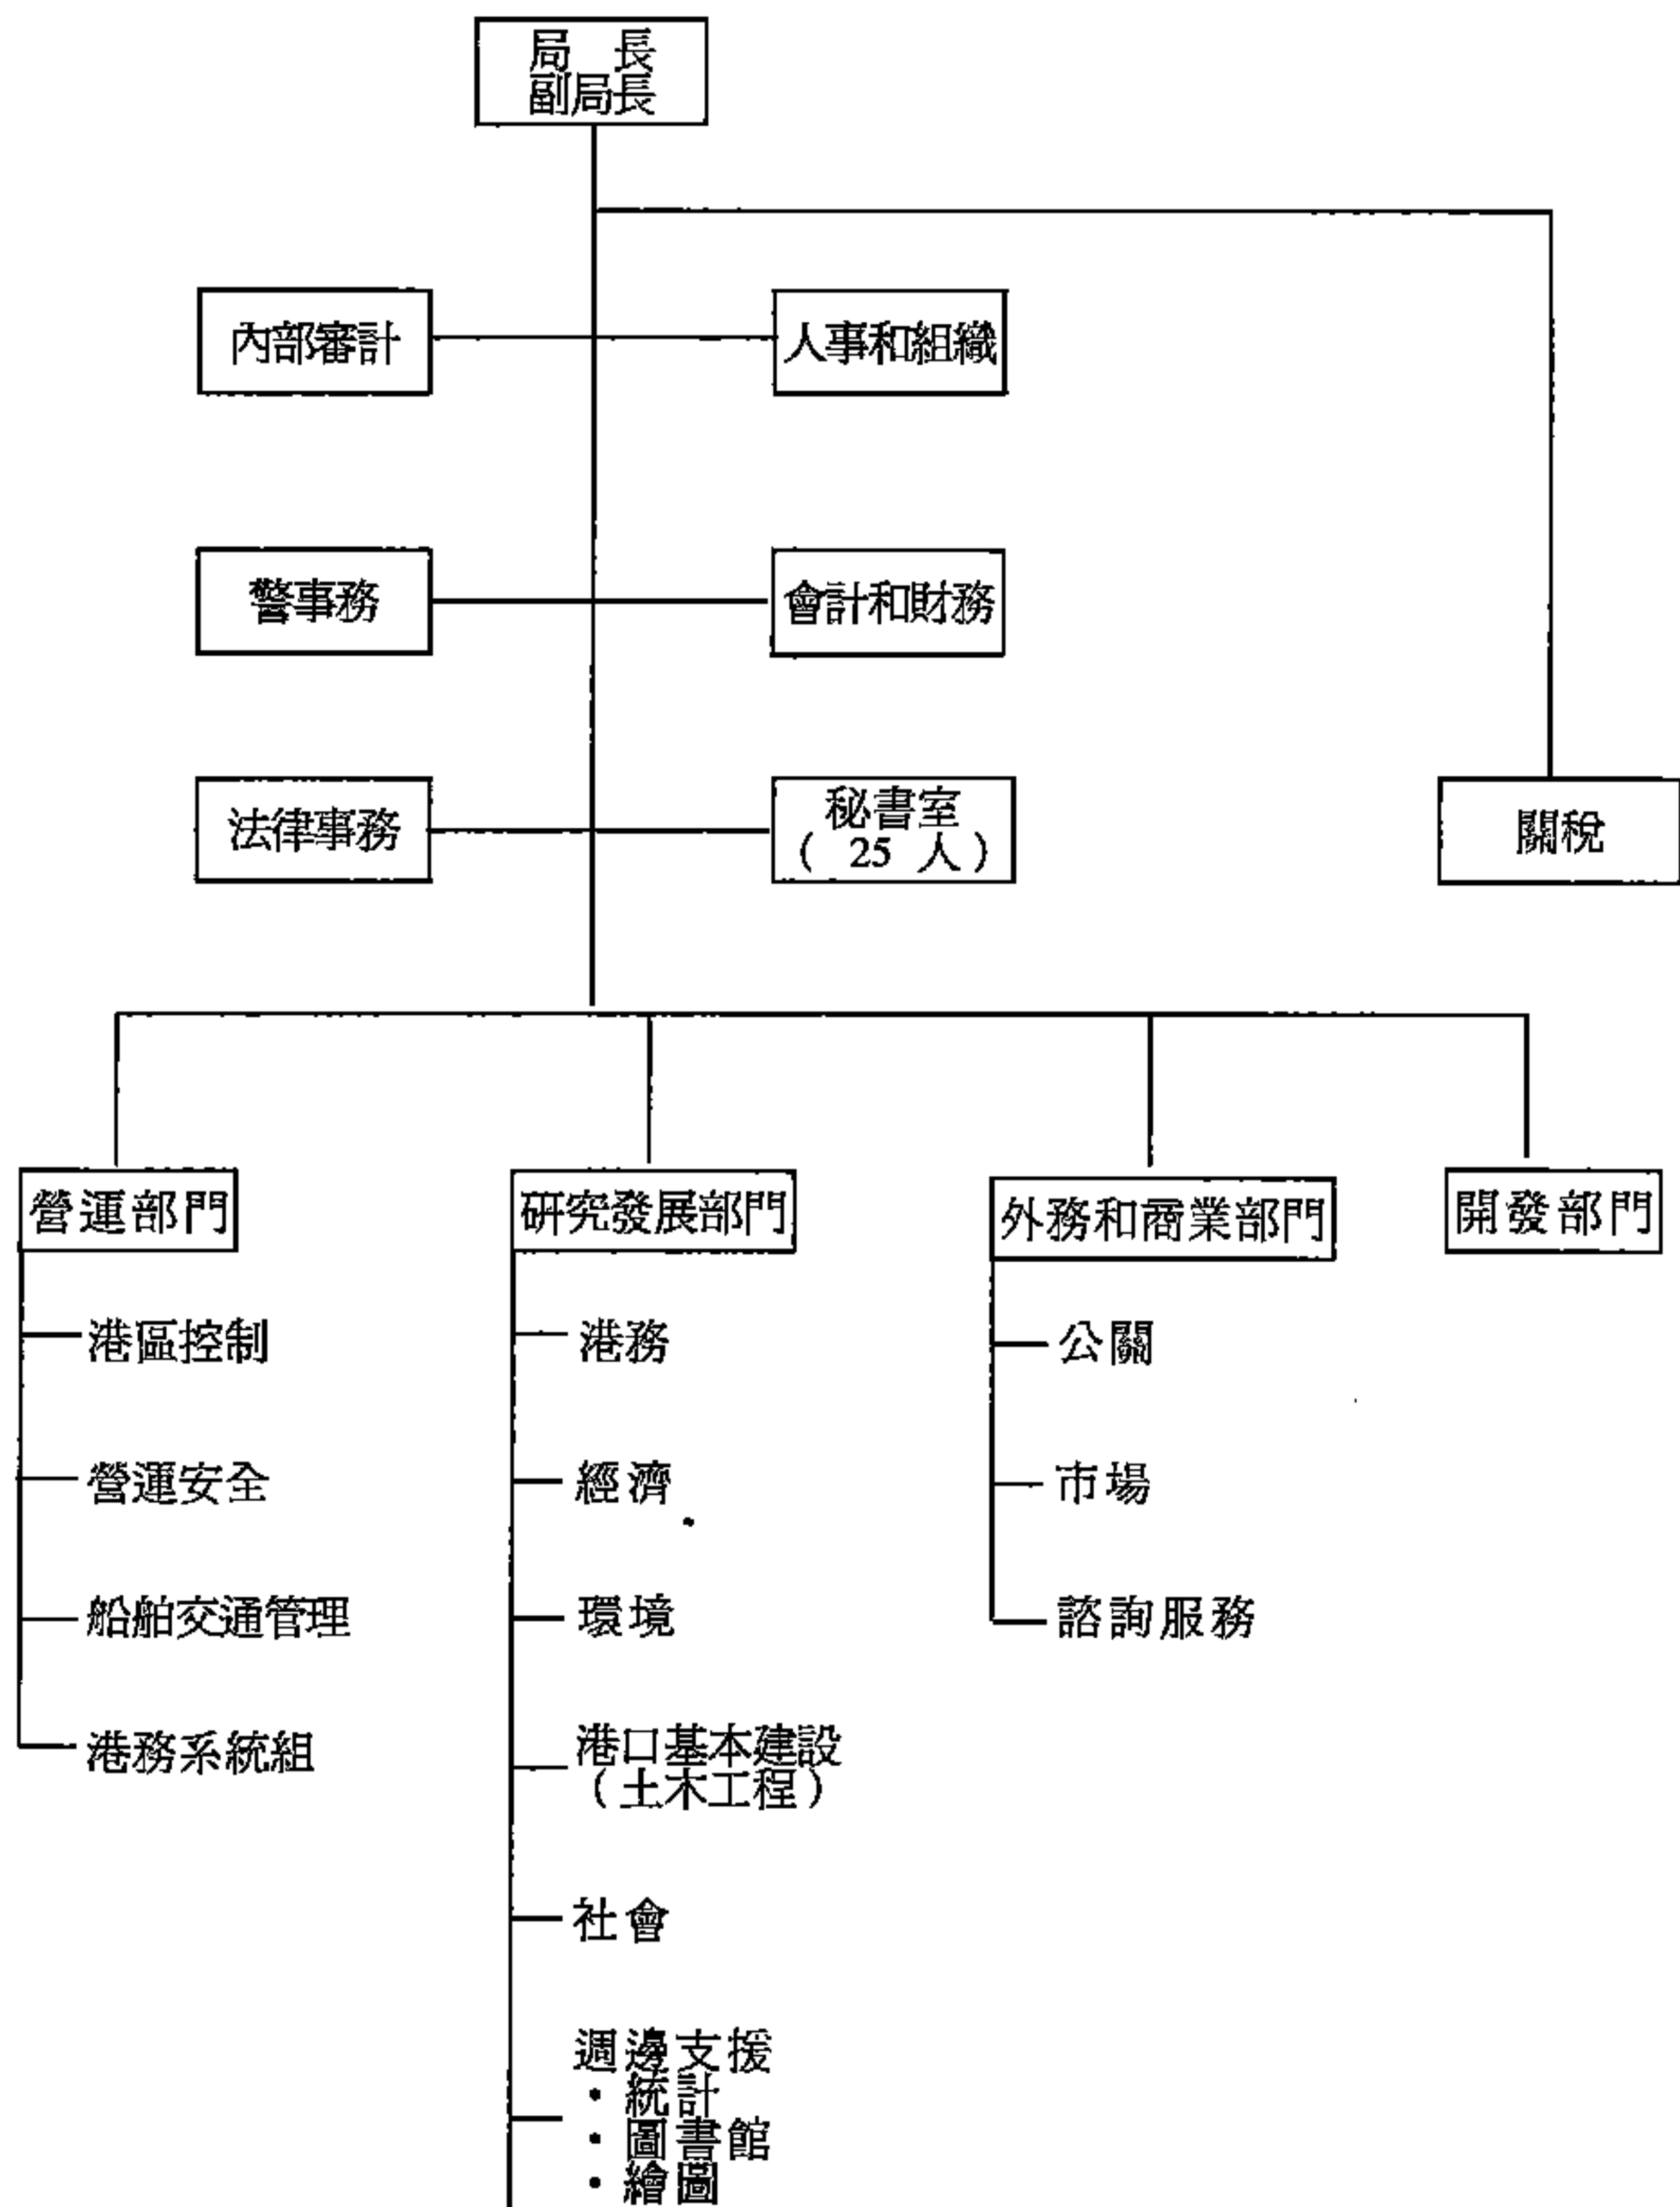 局 長
副局長
內部審計
人事和組織
警事務
會計和財務
法律事務
秘書室
( 25 人)
關稅
營運部門
研究發展部門
外務和商業部門
開發部門
港區控制
港務
公關
營運安全
經濟
市場
船舶交通管理
環境
諮詢服務
港務系統組
港口基本建設
(土木工程)
社會
週邊支援
・統計
・圖書館
・繪圖